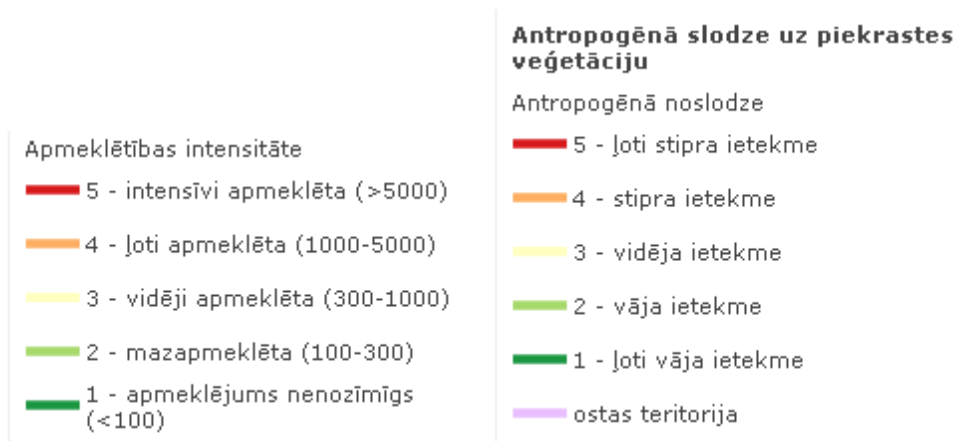 Apmeklētības intensitāte
5 - intensīvi apmeklēta (>5000)
4 - ļoti apmeklēta (1000-5000)
3 - vidēji apmeklēta (300-1000)
2 - mazapmeklēta (100-300)
1 - apmeklējums nenozīmīgs
(<100)
Antropogēnā slodze uz piekrastes
veģetāciju
Antropogēnā noslodze
5 - ļoti stipra ietekme
4 - stipra ietekme
3 - vidēja ietekme
2 - vāja ietekme
1 - ļoti vāja ietekme
ostas teritorija